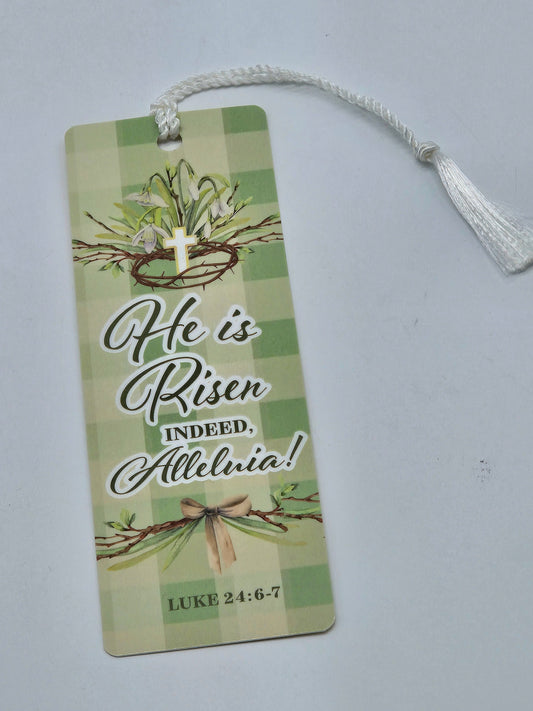 He is
Risen
INDEED,
Alleluia!
LUKE 24:6-7